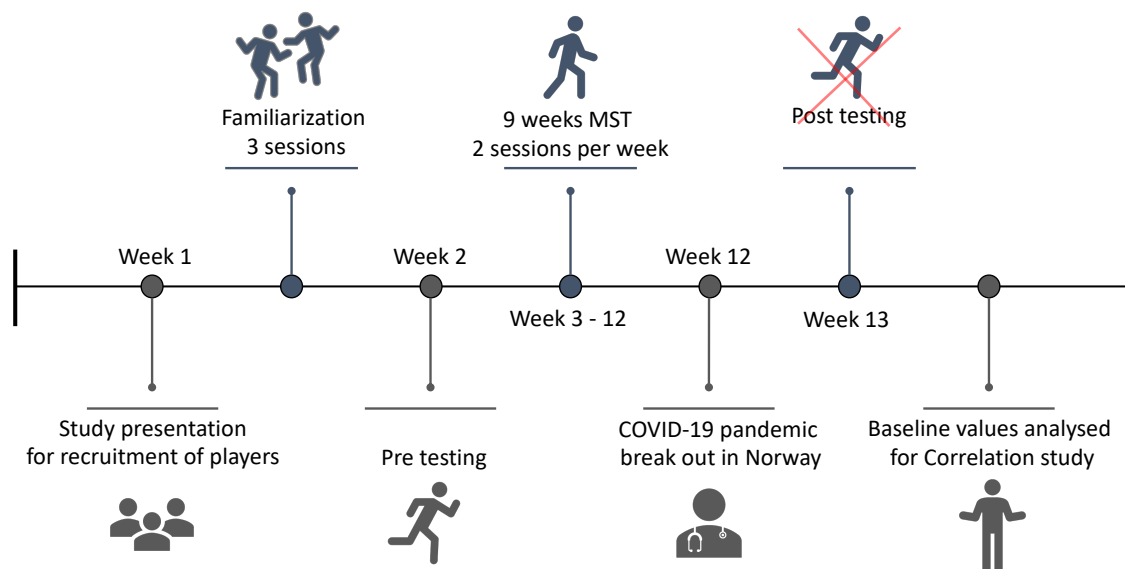 Familiarization
3 sessions
9 weeks MST
2 sessions per week
Post testing
Week 1
Week 2
Week 12
Week 3 - 12
Week 13
Study presentation
for recruitment of players
Pre testing
COVID-19 pandemic
break out in Norway
Baseline values analysed
for Correlation study